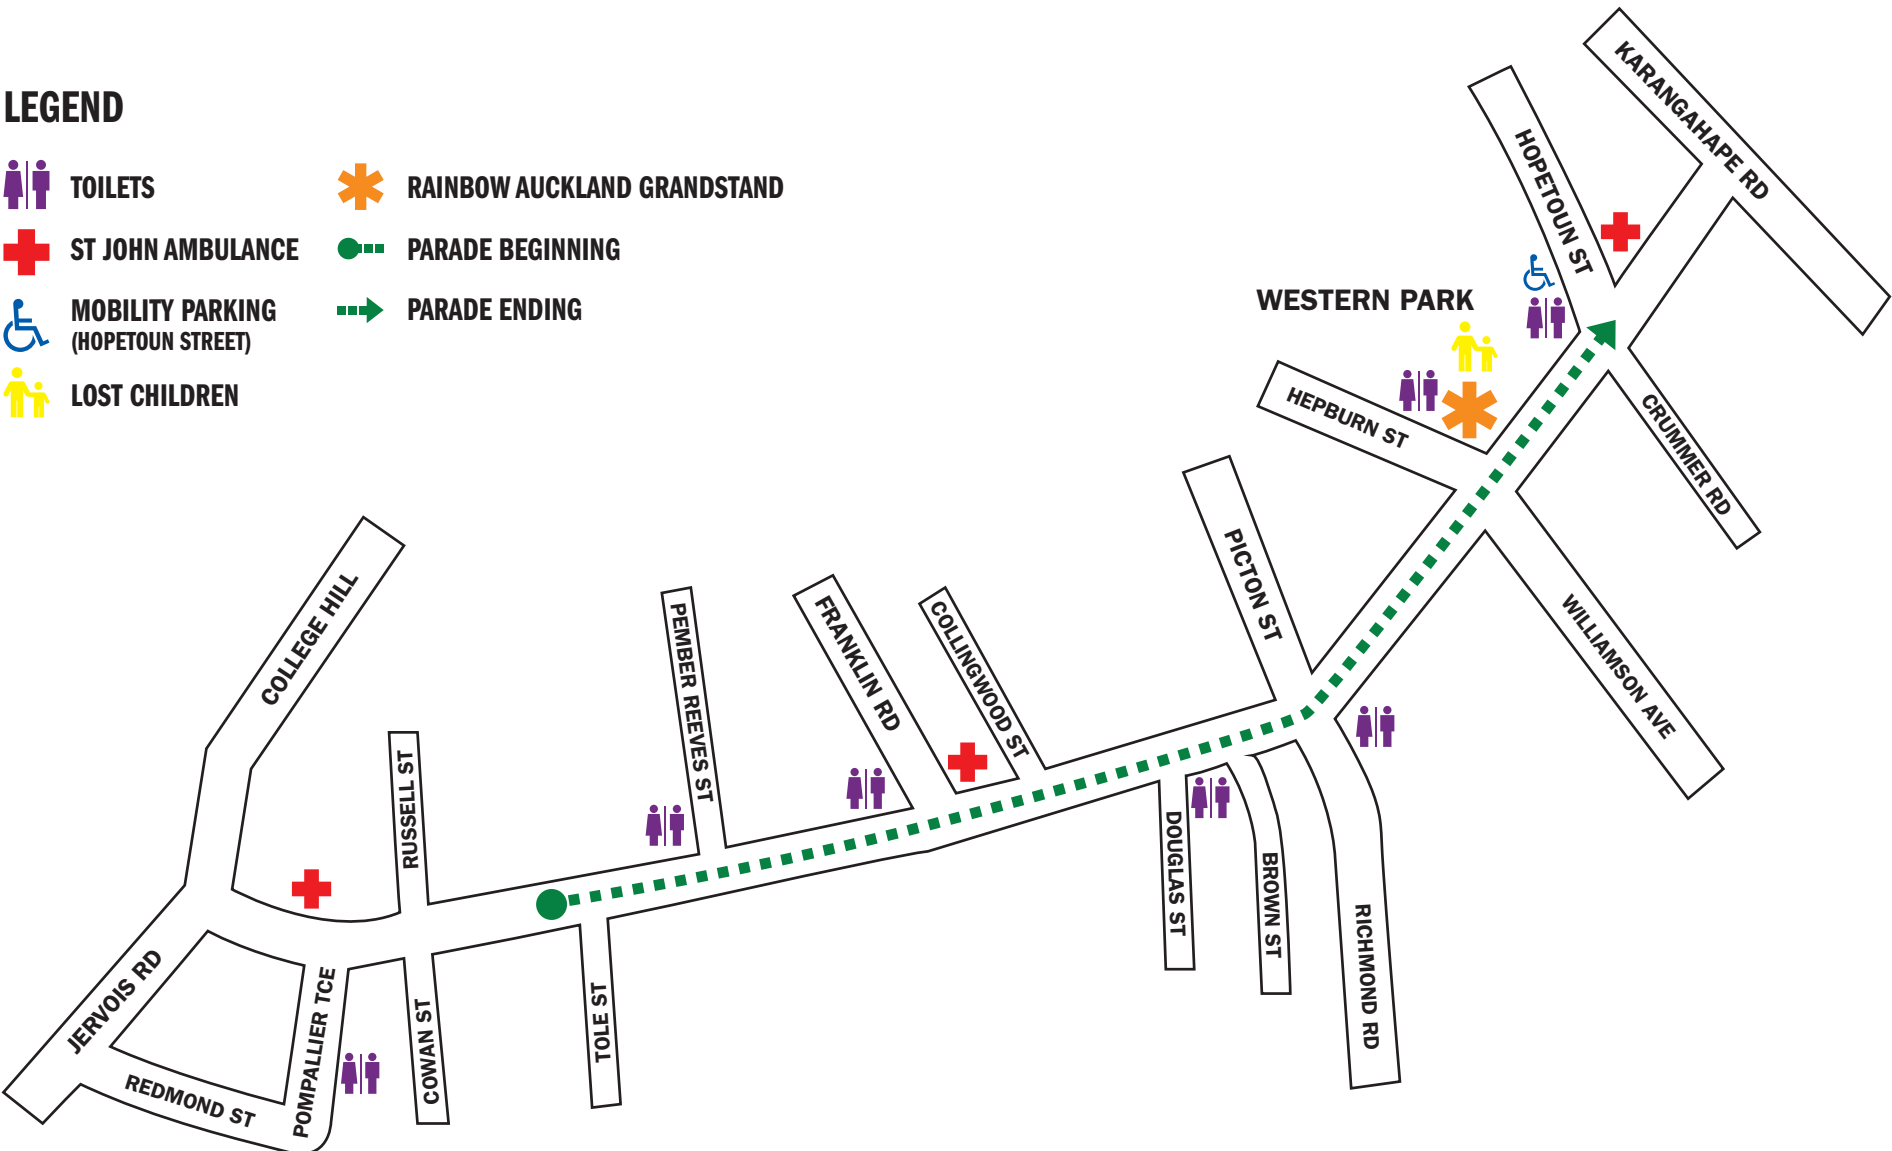 LEGEND
TOILETS
ST JOHN AMBULANCE
MOBILITY PARKING
(HOPETOUN STREET)
LOST CHILDREN
RAINBOW AUCKLAND GRANDSTAND
PARADE BEGINNING
PARADE ENDING
KARANGAHAPE RD
HOPETOUN ST
WESTERN PARK
HEPBURN ST
CRUMMER RD
PICTON ST
WILLIAMSON AVE
COLLEGE HILL
PEMBER REEVES ST
FRANKLIN RD
COLLINGWOOD ST
RUSSELL ST
DOUGLAS ST
BROWN ST
RICHMOND RD
JERVOIS RD
POMPALLIER TCE
COWAN ST
TOLE ST
REDMOND ST